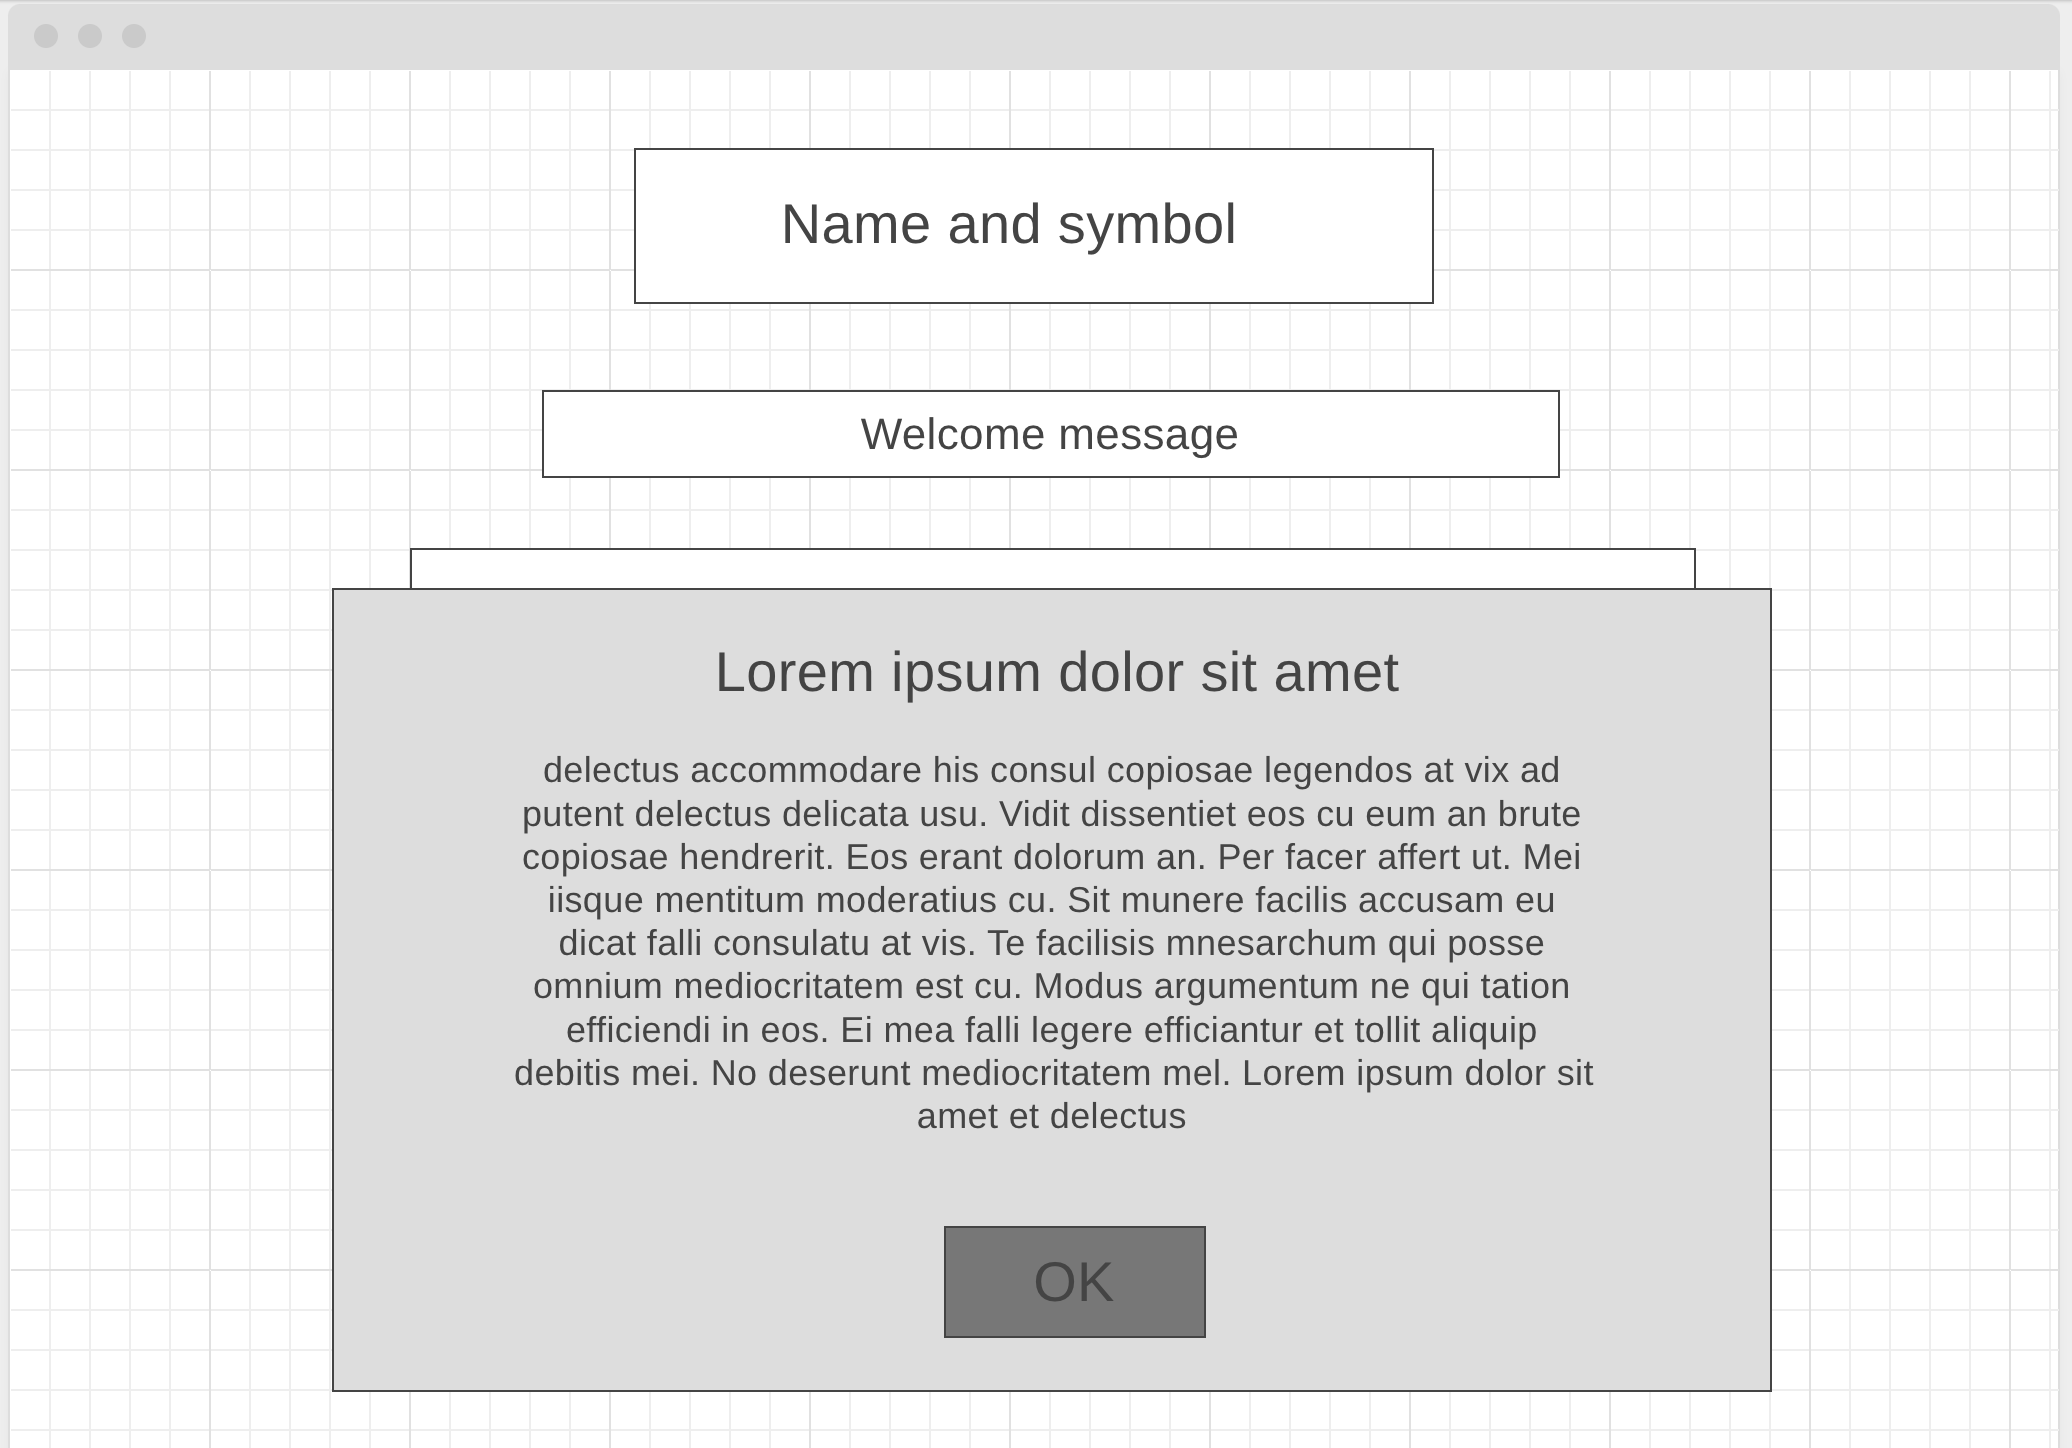 Name and symbol
Welcome message
Lorem ipsum dolor sit amet
delectus accommodare his consul copiosae legendos at vix ad
putent delectus delicata usu. Vidit dissentiet eos cu eum an brute
copiosae hendrerit. Eos erant dolorum an. Per facer affert ut. Mei
iisque mentitum moderatius cu. Sit munere facilis accusam eu
dicat falli consulatu at vis. Te facilisis mnesarchum qui posse
omnium mediocritatem est cu. Modus argumentum ne qui tation
efficiendi in eos. Ei mea falli legere efficiantur et tollit aliquip
debitis mei. No deserunt mediocritatem mel. Lorem ipsum dolor sit
amet et delectus
OK